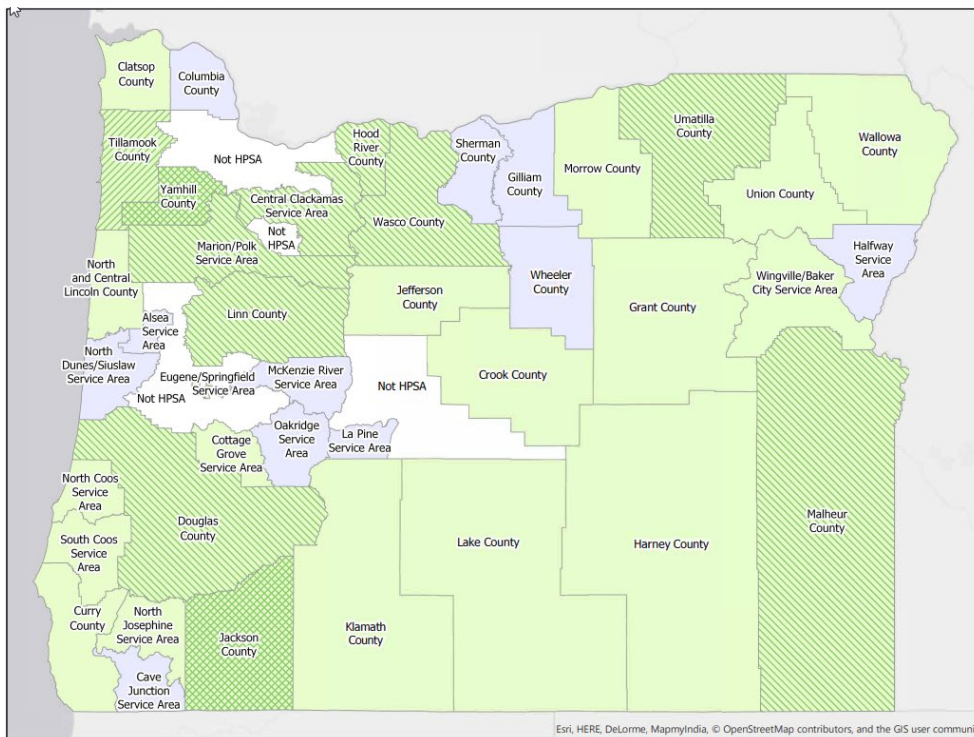 Clatsop
County
Columbia
County
Tillamook
County
Not HPSA
Hood
River
County
Sherman
County
Gilliam
County
Morrow County
Umatilla
County
Wallowa
County
Union County
Yamhill
County
Central Clackamas
Service Area
Wasco County
Not
HPSA
Marion/Polk
Service Area
North
and Central
Lincoln County
Jefferson
County
Wheeler
County
Grant County
Wingville/Baker
City Service Area
Halfway
Service
Area
Alsea
Service
Area
Linn County
North
Dunes/Siuslaw
Service Area
Eugene/Springfield
Service Area
Not HPSA
McKenzie River
Service Area
Not HPSA
Crook County
Cottage
Grove
Service Area
Oakridge
Service
Area
La Pine
Service Area
North Coos
Service
Area
Douglas
County
South Coos
Service
Area
Lake County
Harney County
Malheur
County
Curry
County
North
Josephine
Service Area
Jackson
County
Klamath
County
Cave
Junction
Service Area
Esri, HERE, DeLorme, MapmyIndia, © OpenStreetMap contributors, and the GIS user